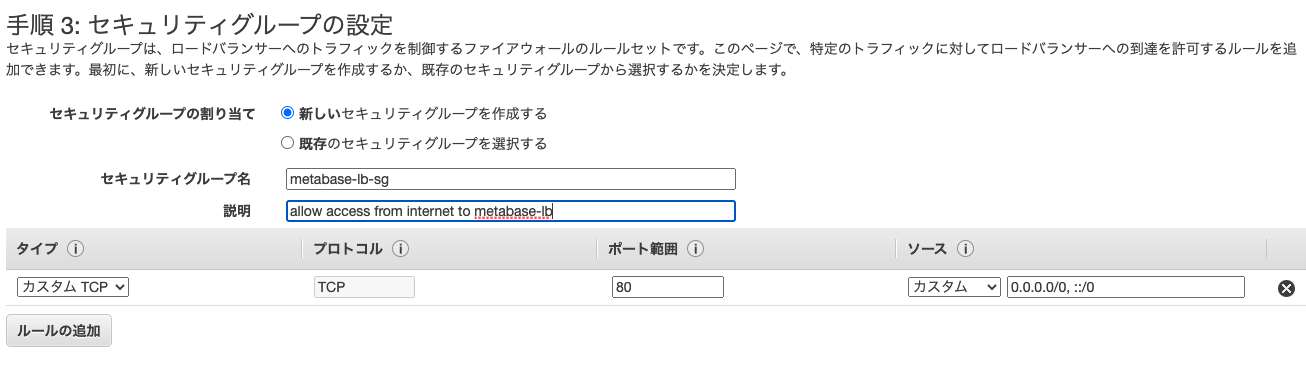 手順 3: セキュリティグループの設定
セキュリティグループは、ロードバランサーへのトラフィックを制御するファイアウォールのルールセットです。このページで、特定のトラフィックに対してロードバランサーへの到達を許可するルールを追
加できます。最初に、新しいセキュリティグループを作成するか、既存のセキュリティグループから選択するかを決定します。
セキュリティグループの割り当て 新しいセキュリティグループを作成する
既存のセキュリティグループを選択する
セキュリティグループ名 metabase-lb-sg
説明 allow access from internet to metabase-lb
タイプ プロトコル ポート範囲 ソース
カスタム TCP TCP 80 カスタム 0.0.0.0/0, ::/0
ルールの追加